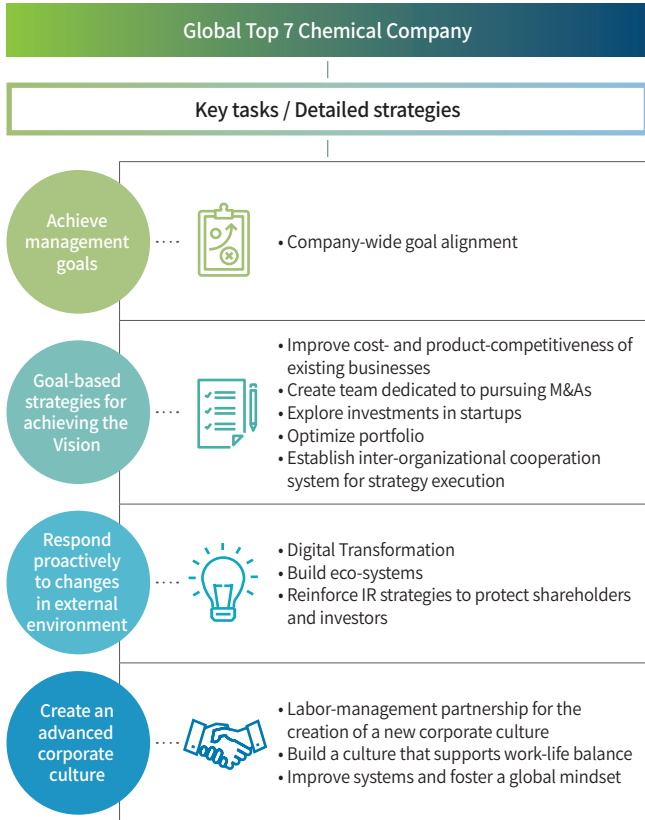 Global Top 7 Chemical Company
Key tasks / Detailed strategies
Achieve
management
goals
• Company-wide goal alignment
Goal-based
strategies for
achieving the
Vision
• Improve cost- and product-competitiveness of
existing businesses
• Create team dedicated to pursuing M&As
• Explore investments in startups
• Optimize portfolio
• Establish inter-organizational cooperation
system for strategy execution
Respond
proactively
to changes
in external
environment
• Digital Transformation
• Build eco-systems
• Reinforce IR strategies to protect shareholders
and investors
Create an
advanced
corporate
culture
• Labor-management partnership for the
creation of a new corporate culture
• Build a culture that supports work-life balance
• Improve systems and foster a global mindset